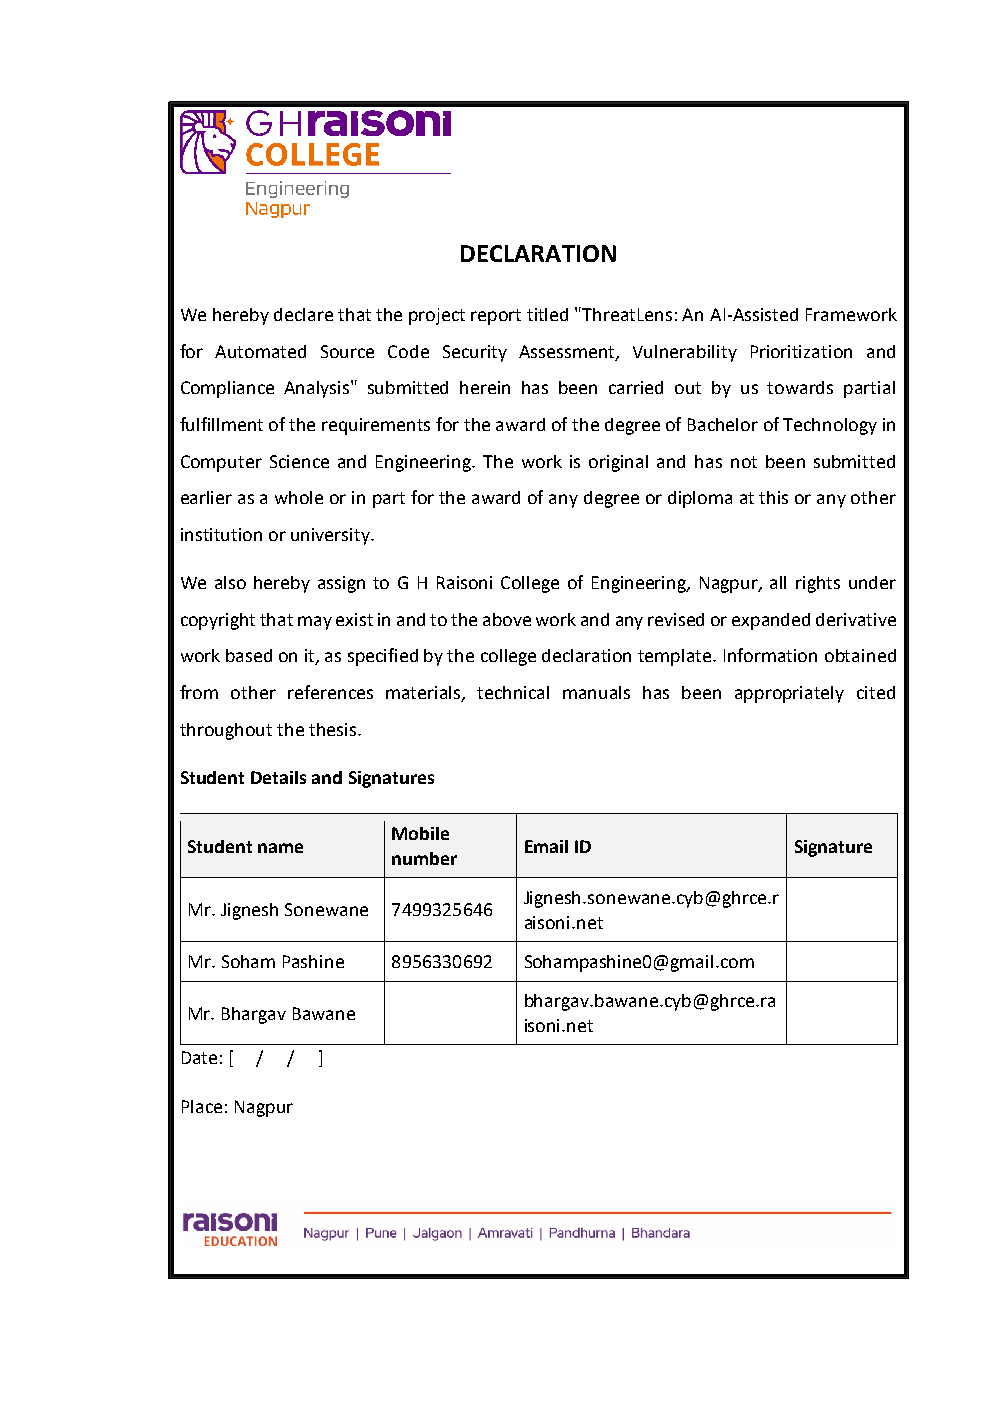 GHraisoni
COLLEGE
Engineering
Nagpur
DECLARATION
We hereby declare that the project report titled "ThreatLens: An AI-Assisted Framework
for Automated Source Code Security Assessment, Vulnerability Prioritization and
Compliance Analysis" submitted herein has been carried out by us towards partial
fulfillment of the requirements for the award of the degree of Bachelor of Technology in
Computer Science and Engineering. The work is original and has not been submitted
earlier as a whole or in part for the award of any degree or diploma at this or any other
institution or university.
We also hereby assign to G H Raisoni College of Engineering, Nagpur, all rights under
copyright that may exist in and to the above work and any revised or expanded derivative
work based on it, as specified by the college declaration template. Information obtained
from other references materials, technical manuals has been appropriately cited
throughout the thesis.
Student Details and Signatures
Student name Mobile number Email ID Signature
Mr. Jignesh Sonewane 7499325646 Jignesh.sonewane.cyb@ghrce.r
aisoni.net
Mr. Soham Pashine 8956330692 Sohampashine0@gmail.com
Mr. Bhargav Bawane bhargav.bawane.cyb@ghrce.ra
isoni.net
Date: [ / / ]
Place: Nagpur
raisoni
EDUCATION
Nagpur | Pune | Jalgaon | Amravati | Pandhurna | Bhandara